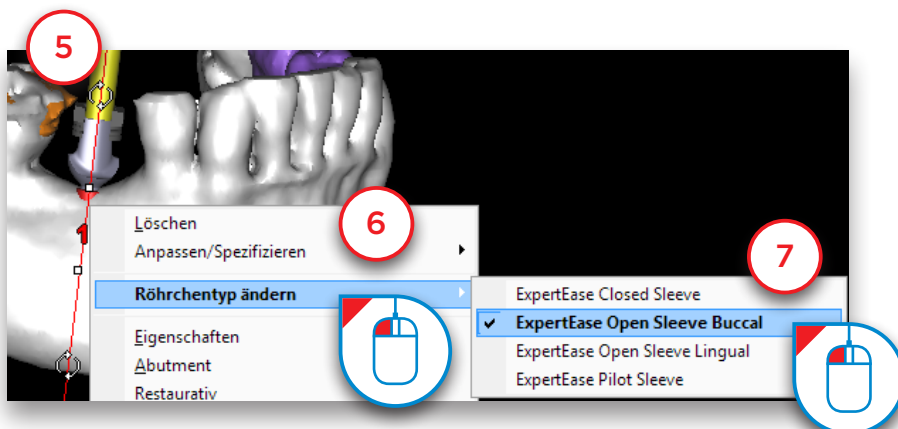 5
1
Löschen
6
Anpassen/Spezifizieren
7
Röhrchentyp ändern
ExpertEase Closed Sleeve
ExpertEase Open Sleeve Buccal
Eigenschaften
ExpertEase Open Sleeve Lingual
Abutment
ExpertEase Pilot Sleeve
Restaurativ